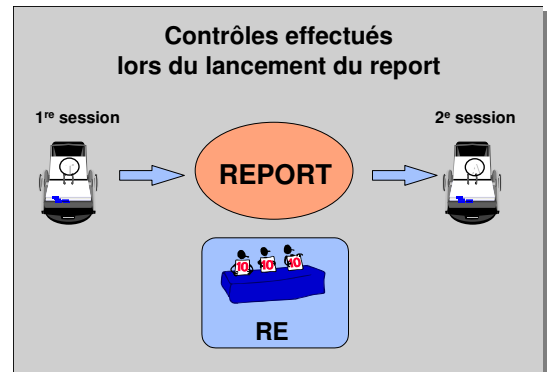 Contrôles effectués
lors du lancement du report
1re session
2e session
REPORT
10 10 10
RE